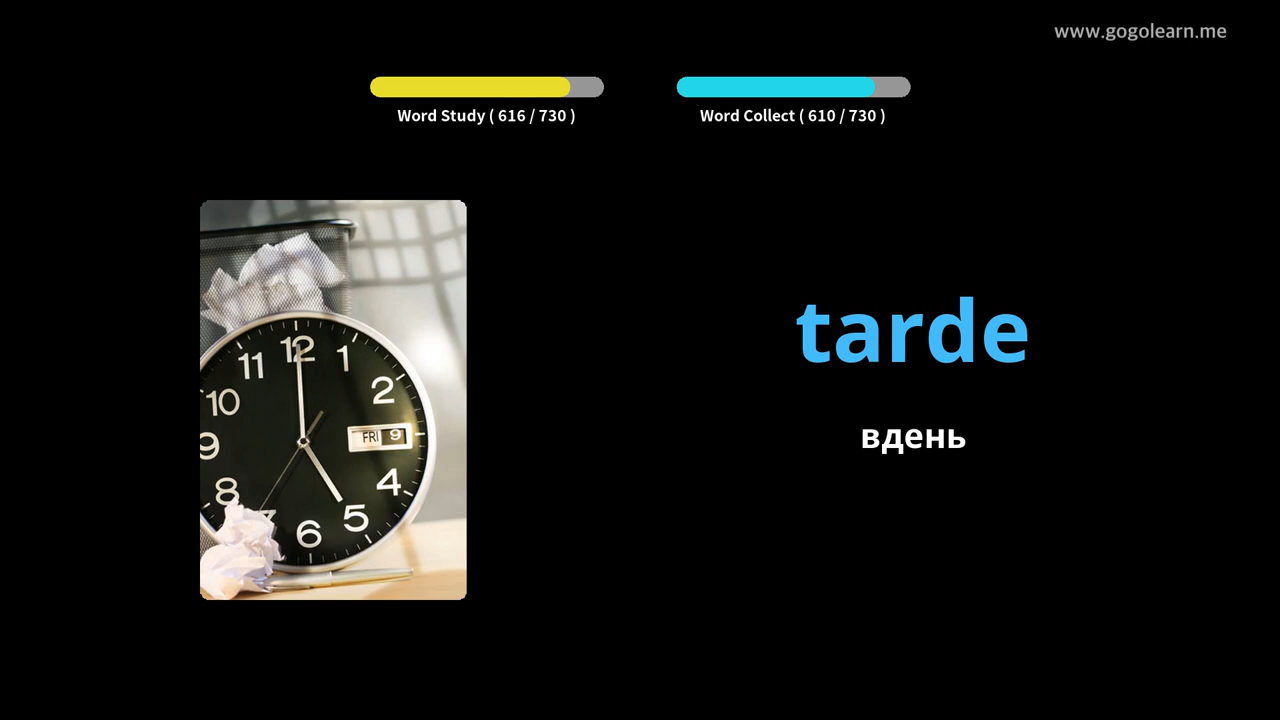 www.gogolearn.me
Word Study ( 616 / 730 )
Word Collect ( 610 / 730 )
tarde
вдень
12
11
1
10
2
9
FRI 9
8
4
7
5
6